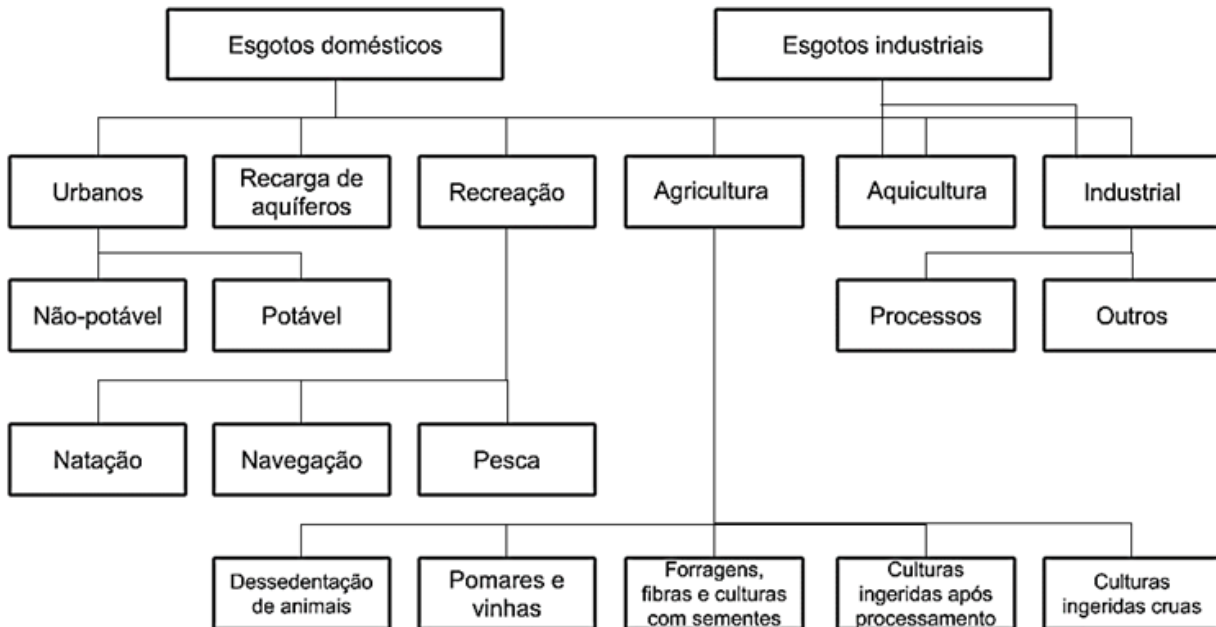 Esgotos domésticos
Esgotos industriais
Urbanos
Recarga de
aquíferos
Recreação
Agricultura
Aquicultura
Industrial
Não-potável
Potável
Processos
Outros
Natação
Navegação
Pesca
Dessedentação
de animais
Pomares e
vinhas
Forragens,
fibras e culturas
com sementes
Culturas
ingeridas após
processamento
Culturas
ingeridas cruas